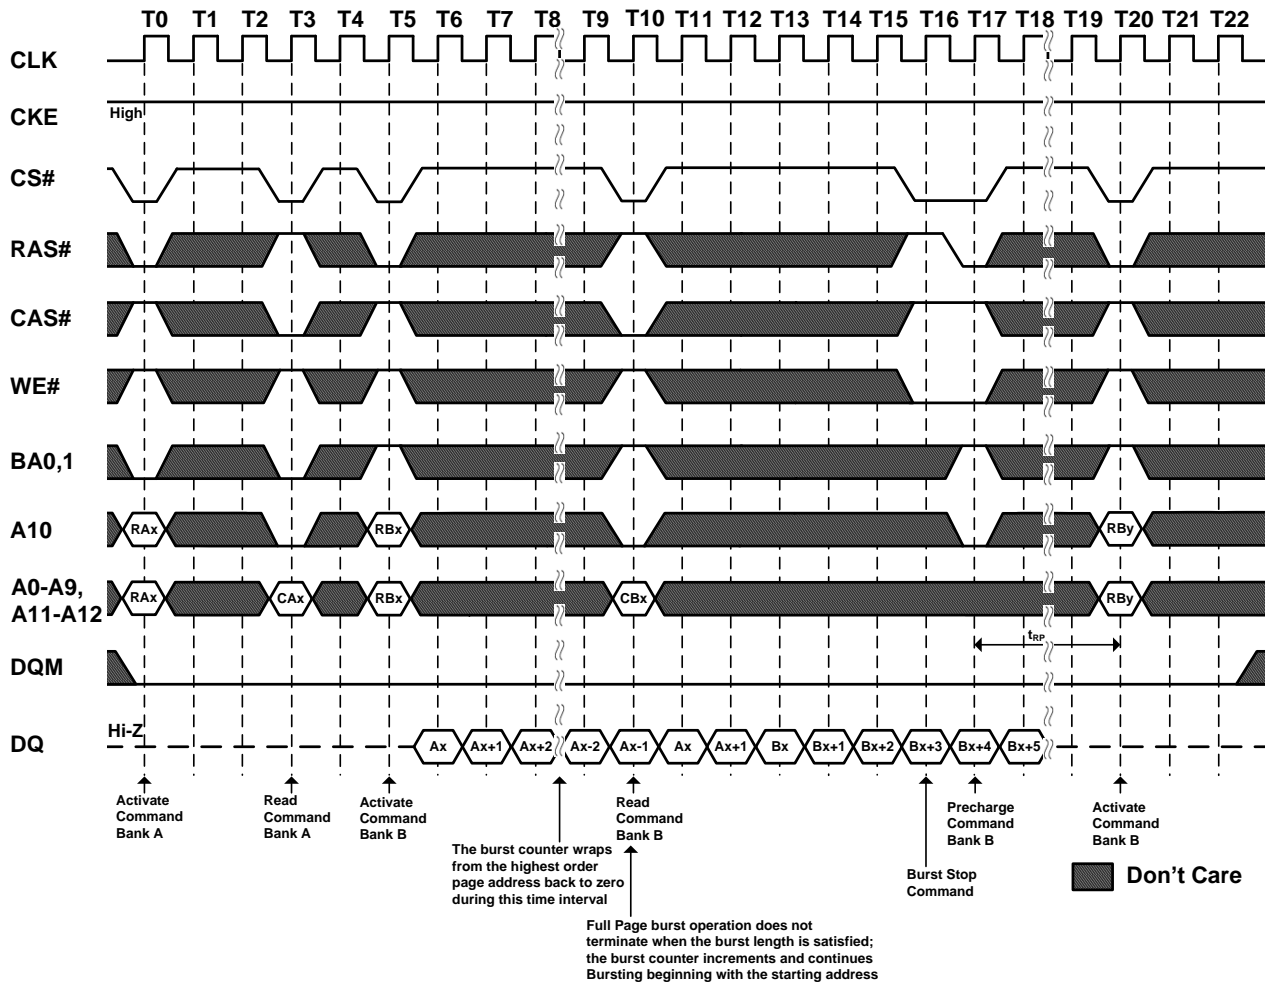 T0 T1 T2 T3 T4 T5 T6 T7 T8 T9 T10 T11 T12 T13 T14 T15 T16 T17 T18 T19 T20 T21 T22
CLK
CKE
High
CS#
RAS#
CAS#
WE#
BA0,1
A10
RAx RBx RBy
A0-A9,
A11-A12
RAx CAx RBx CBx RBy
tRP
DQM
DQ
Hi-Z
Ax Ax+1 Ax+2 Ax-2 Ax-1 Ax Ax+1 Bx Bx+1 Bx+2 Bx+3 Bx+4 Bx+5
Activate
Command
Bank A
Read
Command
Bank A
Activate
Command
Bank B
The burst counter wraps
from the highest order
page address back to zero
during this time interval
Read
Command
Bank B
Full Page burst operation does not
terminate when the burst length is satisfied;
the burst counter increments and continues
Bursting beginning with the starting address
Burst Stop
Command
Precharge
Command
Bank B
Activate
Command
Bank B
Don't Care